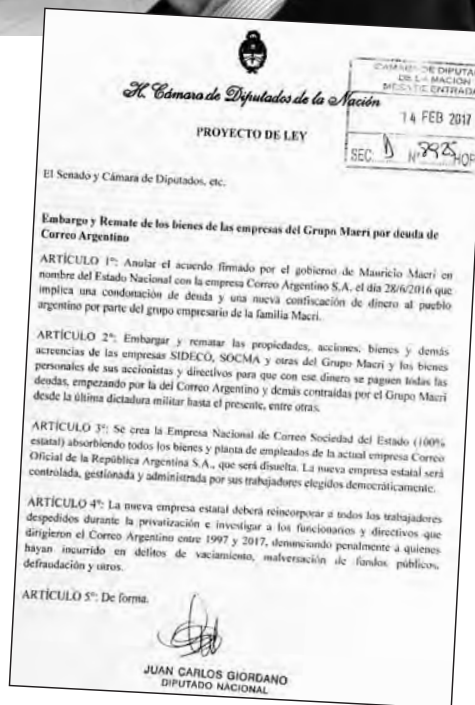 H. Cámara de Diputados de la Nación
CAMARA DE DIPUTA
DE LA NACION
MESA DE ENTRADA
14 FEB 2017
SEC. D Nº 8925 HOR
PROYECTO DE LEY
El Senado y Cámara de Diputados, etc.
Embargo y Remate de los bienes de las empresas del Grupo Macri por deuda de
Correo Argentino
ARTÍCULO 1º: Anular el acuerdo firmado por el gobierno de Mauricio Macri en
nombre del Estado Nacional con la empresa Correo Argentino S.A. el día 28/6/2016 que
implica una condonación de deuda y una nueva confiscación de dinero al pueblo
argentino por parte del grupo empresario de la familia Macri.
ARTÍCULO 2º: Embargar y rematar las propiedades, acciones, bienes y demás
acreencias de las empresas SIDECO, SOCMA y otras del Grupo Macri y los bienes
personales de sus accionistas y directivos para que con ese dinero se paguen todas las
deudas, empezando por la del Correo Argentino y demás contraídas por el Grupo Macri
desde la última dictadura militar hasta el presente, entre otras.
ARTÍCULO 3º: Se crea la Empresa Nacional de Correo Sociedad del Estado (100%
estatal) absorbiendo todos los bienes y planta de empleados de la actual empresa Correo
Oficial de la República Argentina S.A., que será disuelta. La nueva empresa estatal será
controlada, gestionada y administrada por sus trabajadores elegidos democráticamente.
ARTÍCULO 4º: La nueva empresa estatal deberá reincorporar a todos los trabajadores
despedidos durante la privatización e investigar a los funcionarios y directivos que
dirigieron el Correo Argentino entre 1997 y 2017, denunciando penalmente a quienes
hayan incurrido en delitos de vaciamiento, malversación de fondos públicos,
defraudación y otros.
ARTÍCULO 5º: De forma.
JUAN CARLOS GIORDANO
DIPUTADO NACIONAL